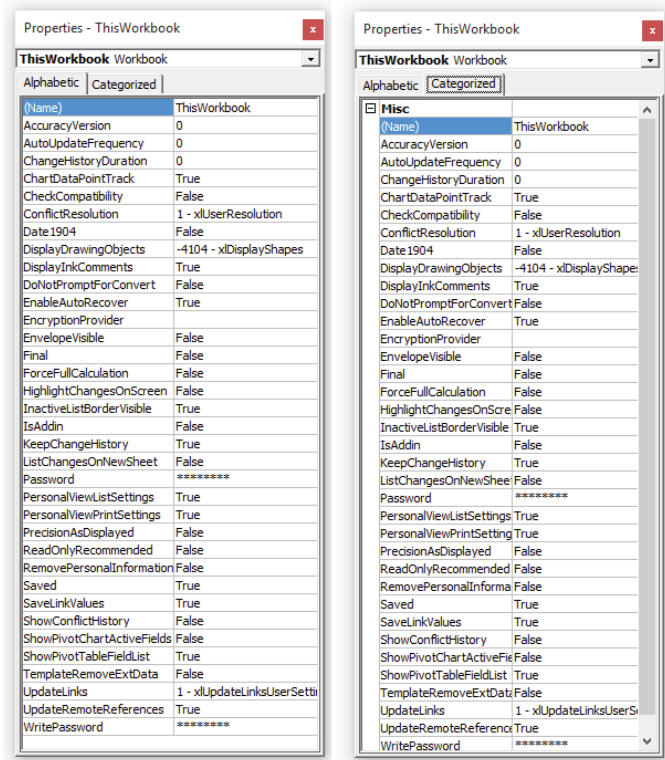 Properties - ThisWorkbook x
ThisWorkbook Workbook
Alphabetic Categorized
(Name) ThisWorkbook
AccuracyVersion 0
AutoUpdateFrequency 0
ChangeHistoryDuration 0
ChartDataPointTrack True
CheckCompatibility False
ConflictResolution 1 - xlUserResolution
Date1904 False
DisplayDrawingObjects -4104 - xlDisplayShapes
DisplayInkComments True
DoNotPromptForConvert False
EnableAutoRecover True
EncryptionProvider
EnvelopeVisible False
Final False
ForceFullCalculation False
HighlightChangesOnScreen False
InactiveListBorderVisible True
IsAddin False
KeepChangeHistory True
ListChangesOnNewSheet False
Password ********
PersonalViewListSettings True
PersonalViewPrintSettings True
PrecisionAsDisplayed False
ReadOnlyRecommended False
RemovePersonalInformation False
Saved True
SaveLinkValues True
ShowConflictHistory False
ShowPivotChartActiveFields False
ShowPivotTableFieldList True
TemplateRemoveExtData False
UpdateLinks 1 - xlUpdateLinksUserSetti
UpdateRemoteReferences True
WritePassword ********
Properties - ThisWorkbook x
ThisWorkbook Workbook
Alphabetic Categorized
Misc
(Name) ThisWorkbook
AccuracyVersion 0
AutoUpdateFrequency 0
ChangeHistoryDuration 0
ChartDataPointTrack True
CheckCompatibility False
ConflictResolution 1 - xlUserResolution
Date1904 False
DisplayDrawingObjects -4104 - xlDisplayShapes
DisplayInkComments True
DoNotPromptForConvert False
EnableAutoRecover True
EncryptionProvider
EnvelopeVisible False
Final False
ForceFullCalculation False
HighlightChangesOnScre False
InactiveListBorderVisible True
IsAddin False
KeepChangeHistory True
ListChangesOnNewShee False
Password ********
PersonalViewListSettings True
PersonalViewPrintSetting True
PrecisionAsDisplayed False
ReadOnlyRecommended False
RemovePersonalInforma False
Saved True
SaveLinkValues True
ShowConflictHistory False
ShowPivotChartActiveFie False
ShowPivotTableFieldList True
TemplateRemoveExtData False
UpdateLinks 1 - xlUpdateLinksUserS
UpdateRemoteReference True
WritePassword ********